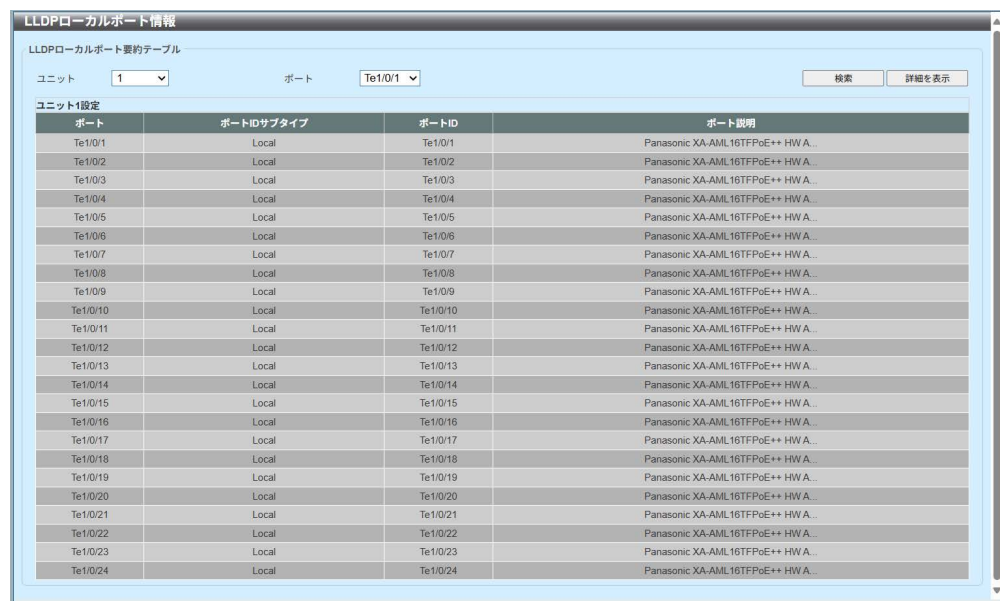 LLDPローカルポート情報
LLDPローカルポート要約テーブル
ユニット 1 ポート Te1/0/1 検索 詳細を表示
ユニット1設定
ポート ポートIDサブタイプ ポートID ポート説明
Te1/0/1 Local Te1/0/1 Panasonic XA-AML16TFPoE++ HW A...
Te1/0/2 Local Te1/0/2 Panasonic XA-AML16TFPoE++ HW A...
Te1/0/3 Local Te1/0/3 Panasonic XA-AML16TFPoE++ HW A...
Te1/0/4 Local Te1/0/4 Panasonic XA-AML16TFPoE++ HW A...
Te1/0/5 Local Te1/0/5 Panasonic XA-AML16TFPoE++ HW A...
Te1/0/6 Local Te1/0/6 Panasonic XA-AML16TFPoE++ HW A...
Te1/0/7 Local Te1/0/7 Panasonic XA-AML16TFPoE++ HW A...
Te1/0/8 Local Te1/0/8 Panasonic XA-AML16TFPoE++ HW A...
Te1/0/9 Local Te1/0/9 Panasonic XA-AML16TFPoE++ HW A...
Te1/0/10 Local Te1/0/10 Panasonic XA-AML16TFPoE++ HW A...
Te1/0/11 Local Te1/0/11 Panasonic XA-AML16TFPoE++ HW A...
Te1/0/12 Local Te1/0/12 Panasonic XA-AML16TFPoE++ HW A...
Te1/0/13 Local Te1/0/13 Panasonic XA-AML16TFPoE++ HW A...
Te1/0/14 Local Te1/0/14 Panasonic XA-AML16TFPoE++ HW A...
Te1/0/15 Local Te1/0/15 Panasonic XA-AML16TFPoE++ HW A...
Te1/0/16 Local Te1/0/16 Panasonic XA-AML16TFPoE++ HW A...
Te1/0/17 Local Te1/0/17 Panasonic XA-AML16TFPoE++ HW A...
Te1/0/18 Local Te1/0/18 Panasonic XA-AML16TFPoE++ HW A...
Te1/0/19 Local Te1/0/19 Panasonic XA-AML16TFPoE++ HW A...
Te1/0/20 Local Te1/0/20 Panasonic XA-AML16TFPoE++ HW A...
Te1/0/21 Local Te1/0/21 Panasonic XA-AML16TFPoE++ HW A...
Te1/0/22 Local Te1/0/22 Panasonic XA-AML16TFPoE++ HW A...
Te1/0/23 Local Te1/0/23 Panasonic XA-AML16TFPoE++ HW A...
Te1/0/24 Local Te1/0/24 Panasonic XA-AML16TFPoE++ HW A...